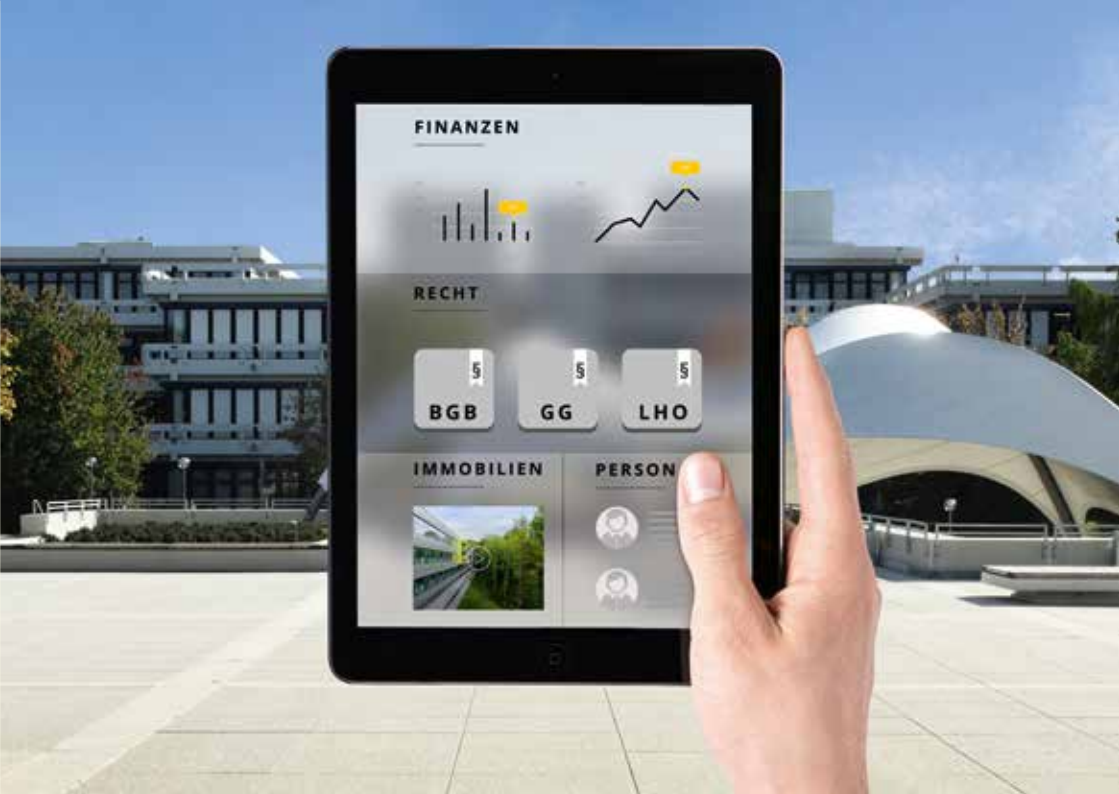 FINANZEN
RECHT
§ § §
BGB GG LHO
IMMOBILIEN PERSON